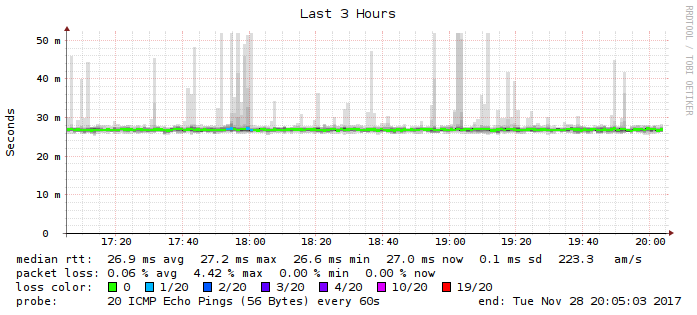 Last 3 Hours
RRDTOOL / TOBI OETIKER
Seconds
50 m
40 m
30 m
20 m
10 m
0
17:20 17:40 18:00 18:20 18:40 19:00 19:20 19:40 20:00
median rtt: 26.9 ms avg 27.2 ms max 26.6 ms min 27.0 ms now 0.1 ms sd 223.3 am/s
packet loss: 0.06 % avg 4.42 % max 0.00 % min 0.00 % now
loss color: 0 1/20 2/20 3/20 4/20 10/20 19/20
probe: 20 ICMP Echo Pings (56 Bytes) every 60s end: Tue Nov 28 20:05:03 2017